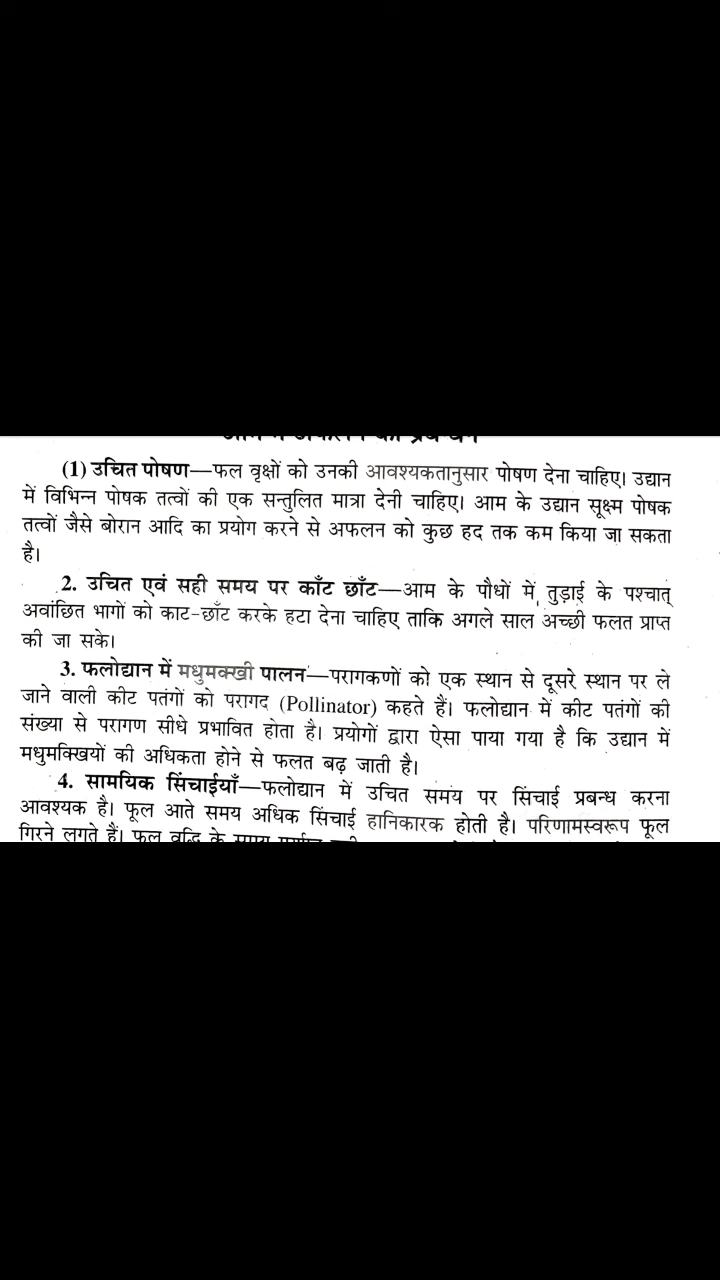 (1) उचित पोषण—फल वृक्षों को उनकी आवश्यकतानुसार पोषण देना चाहिए। उद्यान
में विभिन्न पोषक तत्वों की एक सन्तुलित मात्रा देनी चाहिए। आम के उद्यान सूक्ष्म पोषक
तत्वों जैसे बोरान आदि का प्रयोग करने से अफलन को कुछ हद तक कम किया जा सकता
है।
2. उचित एवं सही समय पर काँट छाँट—आम के पौधों में तुड़ाई के पश्चात्
अवांछित भागों को काट-छाँट करके हटा देना चाहिए ताकि अगले साल अच्छी फलत प्राप्त
की जा सके।
3. फलोद्यान में मधुमक्खी पालन—परागकणों को एक स्थान से दूसरे स्थान पर ले
जाने वाली कीट पतंगों को परागद (Pollinator) कहते हैं। फलोद्यान में कीट पतंगों की
संख्या से परागण सीधे प्रभावित होता है। प्रयोगों द्वारा ऐसा पाया गया है कि उद्यान में
मधुमक्खियों की अधिकता होने से फलत बढ़ जाती है।
4. सामयिक सिंचाईयाँ—फलोद्यान में उचित समय पर सिंचाई प्रबन्ध करना
आवश्यक है। फूल आते समय अधिक सिंचाई हानिकारक होती है। परिणामस्वरूप फूल
गिरने लगते हैं। फल वृद्धि के समय